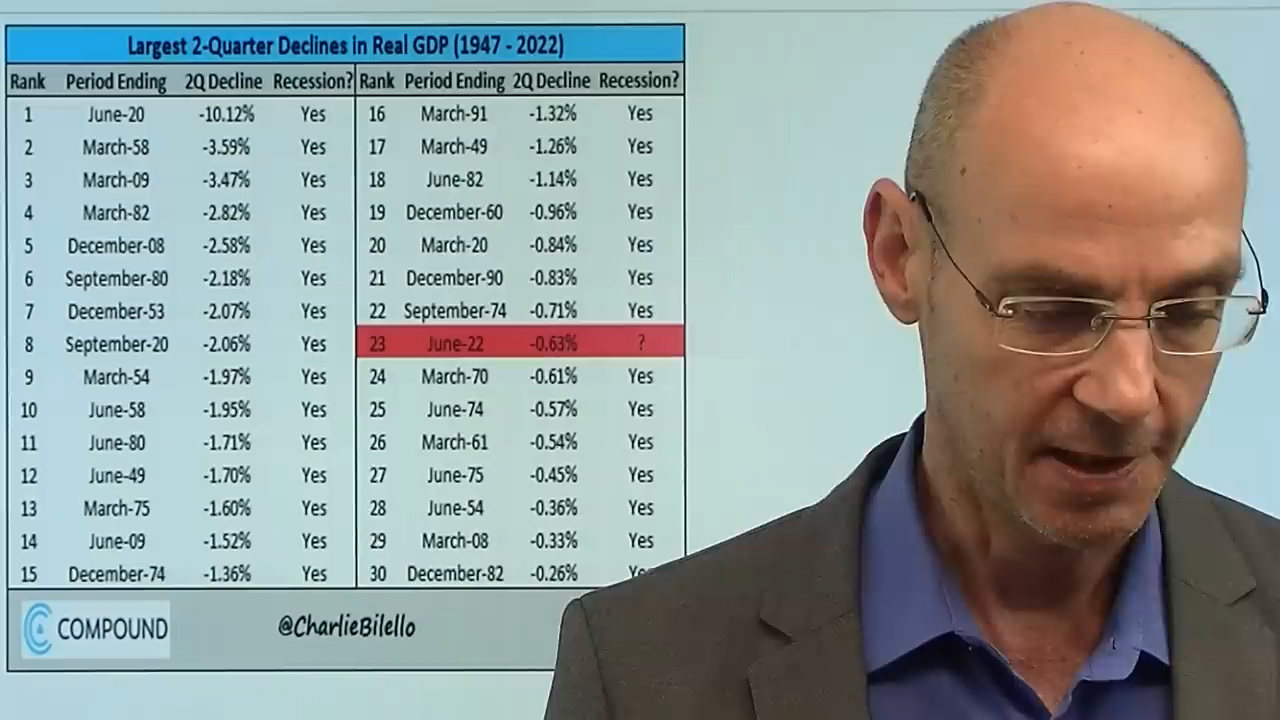 Largest 2-Quarter Declines in Real GDP (1947 - 2022)
Rank Period Ending 2Q Decline Recession? Rank Period Ending 2Q Decline Recession?
1 June-20 -10.12% Yes 16 March-91 -1.32% Yes
2 March-58 -3.59% Yes 17 March-49 -1.26% Yes
3 March-09 -3.47% Yes 18 June-82 -1.14% Yes
4 March-82 -2.82% Yes 19 December-60 -0.96% Yes
5 December-08 -2.58% Yes 20 March-20 -0.84% Yes
6 September-80 -2.18% Yes 21 December-90 -0.83% Yes
7 December-53 -2.07% Yes 22 September-74 -0.71% Yes
8 September-20 -2.06% Yes 23 June-22 -0.63% ?
9 March-54 -1.97% Yes 24 March-70 -0.61% Yes
10 June-58 -1.95% Yes 25 June-74 -0.57% Yes
11 June-80 -1.71% Yes 26 March-61 -0.54% Yes
12 June-49 -1.70% Yes 27 June-75 -0.45% Yes
13 March-75 -1.60% Yes 28 June-54 -0.36% Yes
14 June-09 -1.52% Yes 29 March-08 -0.33% Yes
15 December-74 -1.36% Yes 30 December-82 -0.26%
COMPOUND @CharlieBilello